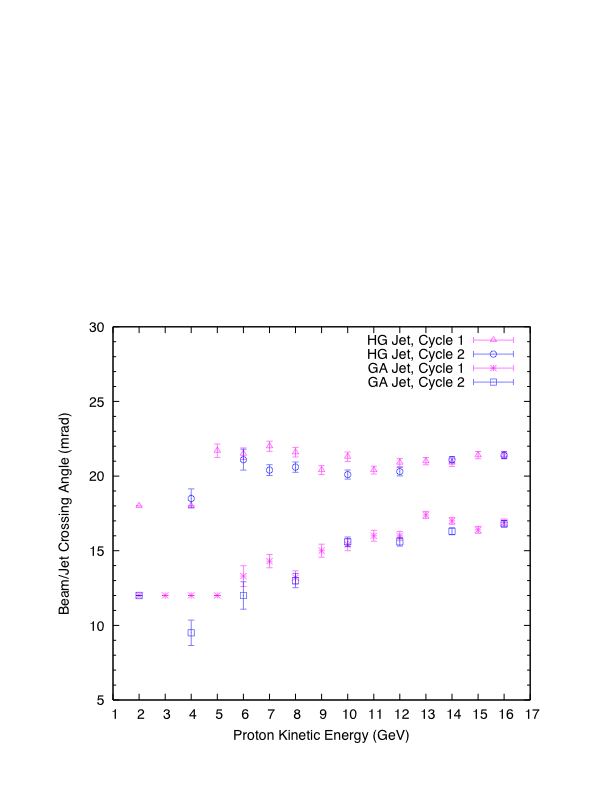 30
25
20
15
10
5
Beam/Jet Crossing Angle (mrad)
HG Jet, Cycle 1
HG Jet, Cycle 2
GA Jet, Cycle 1
GA Jet, Cycle 2
1 2 3 4 5 6 7 8 9 10 11 12 13 14 15 16 17
Proton Kinetic Energy (GeV)